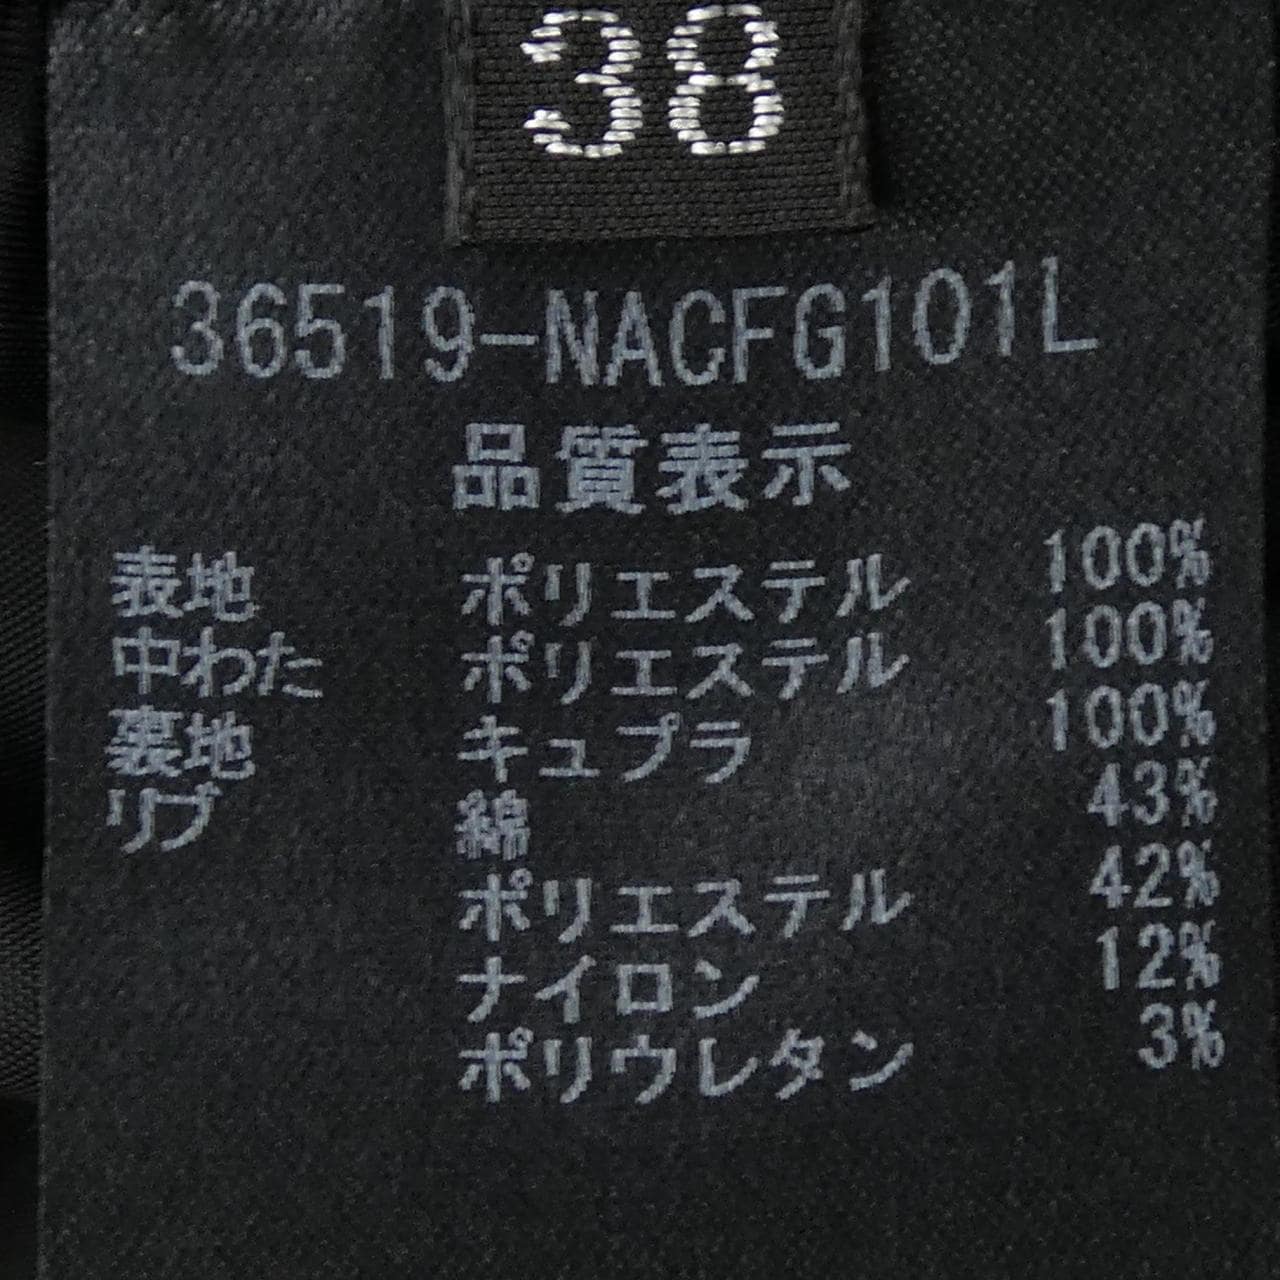 38
36519-NACFG101L
品質表示
表地 ポリエステル 100%
中わた ポリエステル 100%
裏地 キュプラ 100%
リブ 綿 43%
ポリエステル 42%
ナイロン 12%
ポリウレタン 3%